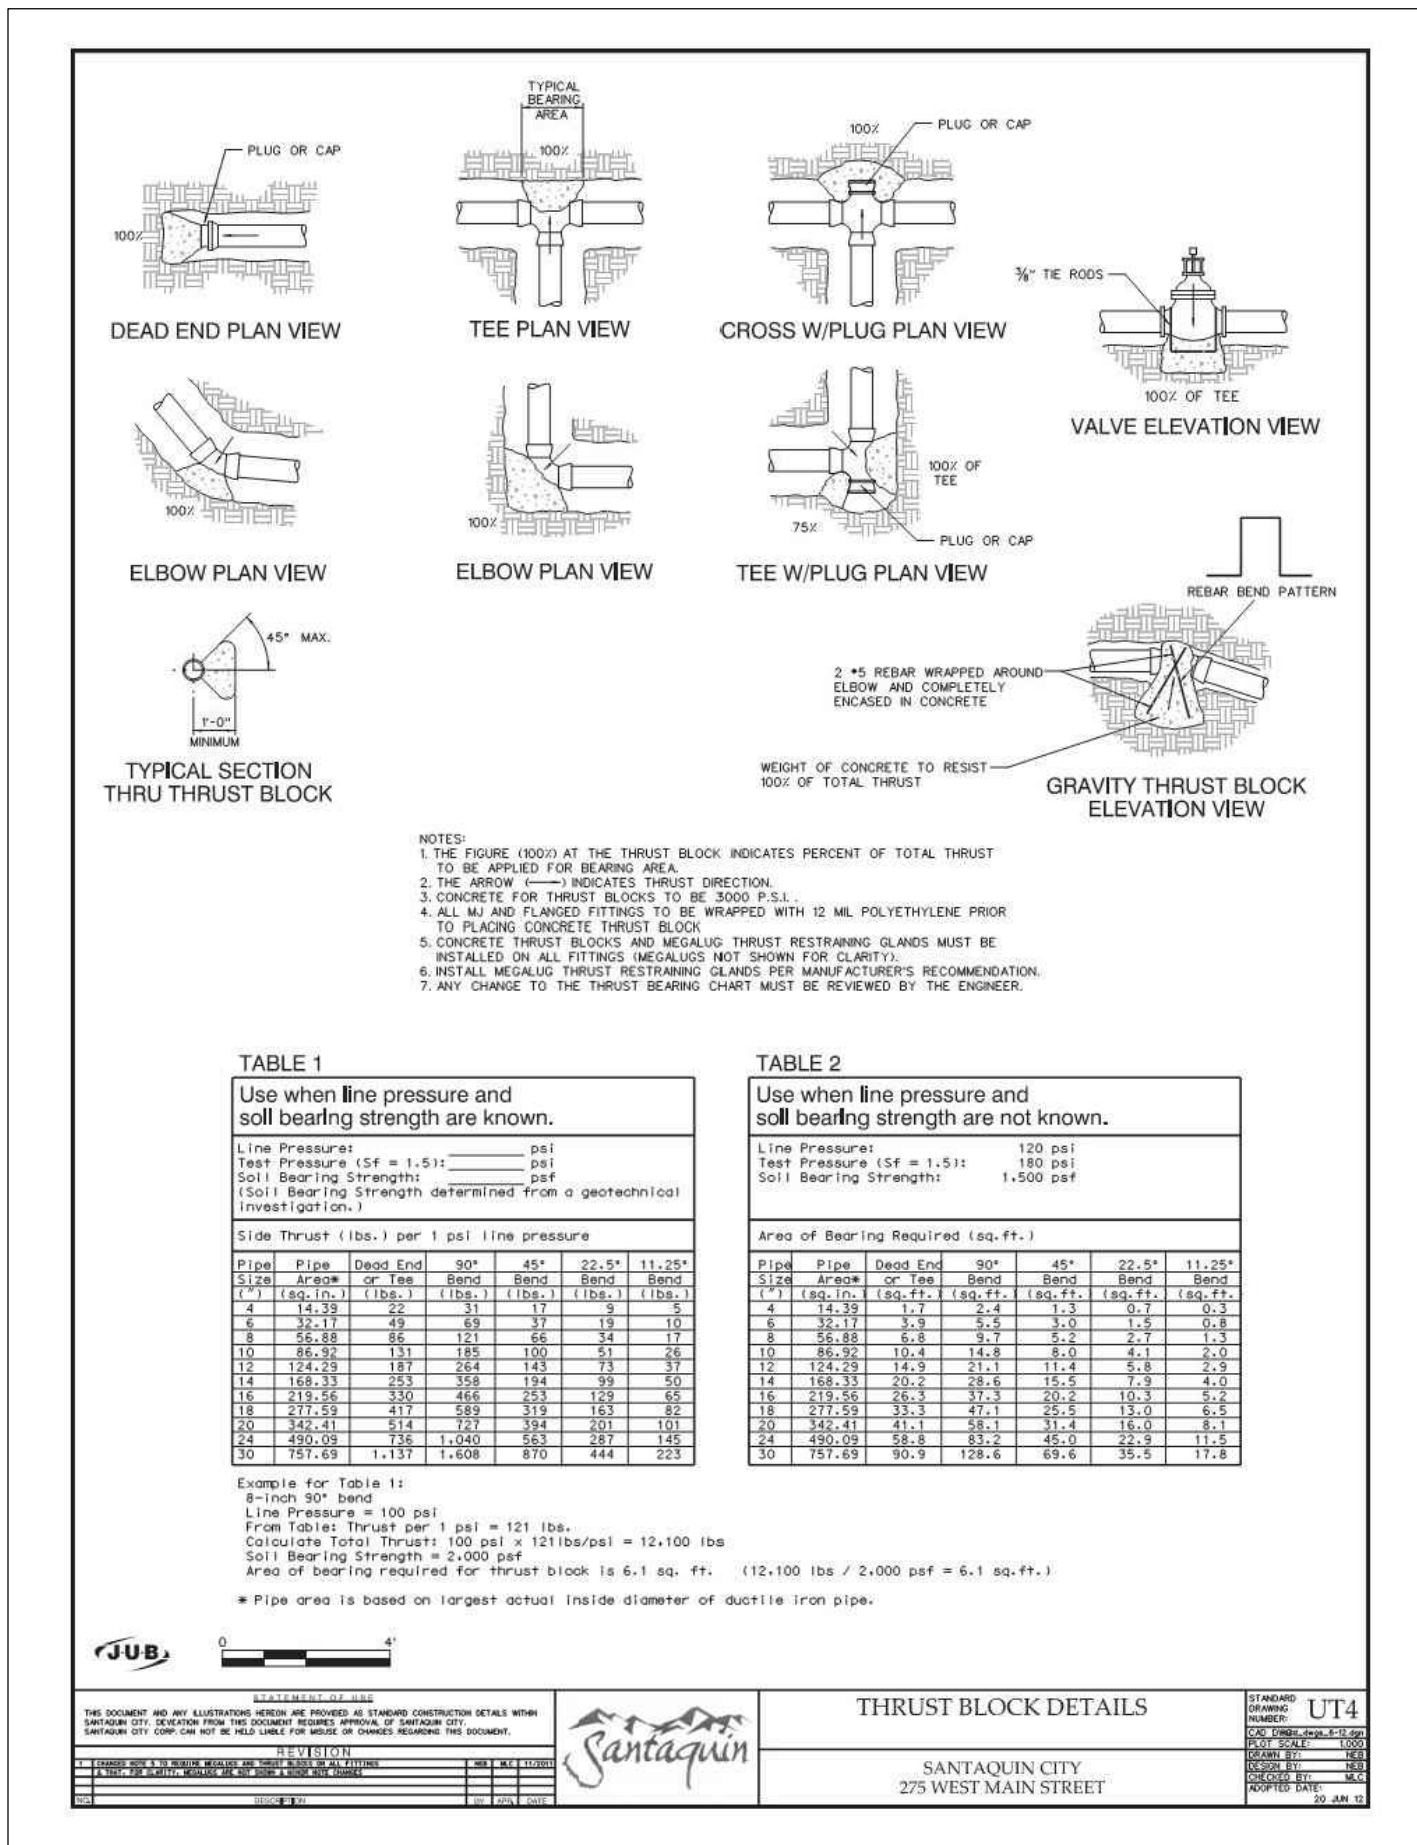 TYPICAL
BEARING
AREA
100%
PLUG OR CAP
100%
DEAD END PLAN VIEW
TEE PLAN VIEW
100%
PLUG OR CAP
CROSS W/PLUG PLAN VIEW
⅜" TIE RODS
100% OF TEE
VALVE ELEVATION VIEW
100%
ELBOW PLAN VIEW
100%
ELBOW PLAN VIEW
100% OF
TEE
75%
PLUG OR CAP
TEE W/PLUG PLAN VIEW
REBAR BEND PATTERN
45° MAX.
1'-0"
MINIMUM
TYPICAL SECTION
THRU THRUST BLOCK
2 #5 REBAR WRAPPED AROUND
ELBOW AND COMPLETELY
ENCASED IN CONCRETE
WEIGHT OF CONCRETE TO RESIST
100% OF TOTAL THRUST
GRAVITY THRUST BLOCK
ELEVATION VIEW
NOTES:
1. THE FIGURE (100%) AT THE THRUST BLOCK INDICATES PERCENT OF TOTAL THRUST
TO BE APPLIED FOR BEARING AREA.
2. THE ARROW (⟵) INDICATES THRUST DIRECTION.
3. CONCRETE FOR THRUST BLOCKS TO BE 3000 P.S.I. .
4. ALL MJ AND FLANGED FITTINGS TO BE WRAPPED WITH 12 MIL POLYETHYLENE PRIOR
TO PLACING CONCRETE THRUST BLOCK
5. CONCRETE THRUST BLOCKS AND MEGALUG THRUST RESTRAINING GLANDS MUST BE
INSTALLED ON ALL FITTINGS (MEGALUGS NOT SHOWN FOR CLARITY).
6. INSTALL MEGALUG THRUST RESTRAINING GLANDS PER MANUFACTURER'S RECOMMENDATION.
7. ANY CHANGE TO THE THRUST BEARING CHART MUST BE REVIEWED BY THE ENGINEER.
TABLE 1
Use when line pressure and
soil bearing strength are known.
Line Pressure: ________ psi
Test Pressure (Sf = 1.5): ________ psi
Soil Bearing Strength: ________ psf
(Soil Bearing Strength determined from a geotechnical
investigation.)
Side Thrust (lbs.) per 1 psi line pressure
Pipe Pipe Dead End 90° 45° 22.5° 11.25°
Size Area* or Tee Bend Bend Bend Bend
(") (sq.in.) (lbs.) (lbs.) (lbs.) (lbs.) (lbs.)
4 14.39 22 31 17 9 5
6 32.17 49 69 37 19 10
8 56.88 86 121 66 34 17
10 86.92 131 185 100 51 26
12 124.29 187 264 143 73 37
14 168.33 253 358 194 99 50
16 219.56 330 466 253 129 65
18 277.59 417 589 319 163 82
20 342.41 514 727 394 201 101
24 490.09 736 1,040 563 287 145
30 757.69 1,137 1,608 870 444 223
TABLE 2
Use when line pressure and
soil bearing strength are not known.
Line Pressure: 120 psi
Test Pressure (Sf = 1.5): 180 psi
Soil Bearing Strength: 1,500 psf
Area of Bearing Required (sq.ft.)
Pipe Pipe Dead End 90° 45° 22.5° 11.25°
Size Area* or Tee Bend Bend Bend Bend
(") (sq.in.) (sq.ft.) (sq.ft.) (sq.ft.) (sq.ft.) (sq.ft.)
4 14.39 1.7 2.4 1.3 0.7 0.3
6 32.17 3.9 5.5 3.0 1.5 0.8
8 56.88 6.8 9.7 5.2 2.7 1.3
10 86.92 10.4 14.8 8.0 4.1 2.0
12 124.29 14.9 21.1 11.4 5.8 2.9
14 168.33 20.2 28.6 15.5 7.9 4.0
16 219.56 26.3 37.3 20.2 10.3 5.2
18 277.59 33.3 47.1 25.5 13.0 6.5
20 342.41 41.1 58.1 31.4 16.0 8.1
24 490.09 58.8 83.2 45.0 22.9 11.5
30 757.69 90.9 128.6 69.6 35.5 17.8
Example for Table 1:
8-inch 90° bend
Line Pressure = 100 psi
From Table: Thrust per 1 psi = 121 lbs.
Calculate Total Thrust: 100 psi x 121lbs/psi = 12,100 lbs
Soil Bearing Strength = 2,000 psf
Area of bearing required for thrust block is 6.1 sq. ft. (12,100 lbs / 2,000 psf = 6.1 sq.ft.)
* Pipe area is based on largest actual inside diameter of ductile iron pipe.
J·U·B
0 4'
STATEMENT OF USE
THIS DOCUMENT AND ANY ILLUSTRATIONS HEREON ARE PROVIDED AS STANDARD CONSTRUCTION DETAILS WITHIN
SANTAQUIN CITY. DEVIATION FROM THIS DOCUMENT REQUIRES APPROVAL OF SANTAQUIN CITY.
SANTAQUIN CITY CORP. CAN NOT BE HELD LIABLE FOR MISUSE OR CHANGES REGARDING THIS DOCUMENT.
REVISION
1 CHANGED NOTE 5 TO REQUIRE MEGALUGS AND THRUST BLOCKS ON ALL FITTINGS NEB MLC 11/2011
& THAT, FOR CLARITY, MEGALUGS ARE NOT SHOWN & MINOR NOTE CHANGES
NO. DESCRIPTION BY APR. DATE
Santaquin
THRUST BLOCK DETAILS
SANTAQUIN CITY
275 WEST MAIN STREET
STANDARD
DRAWING
NUMBER: UT4
PLOT SCALE: 1.000
DRAWN BY: NEB
DESIGN BY: NEB
CHECKED BY: MLC
ADOPTED DATE:
20 JUN 12